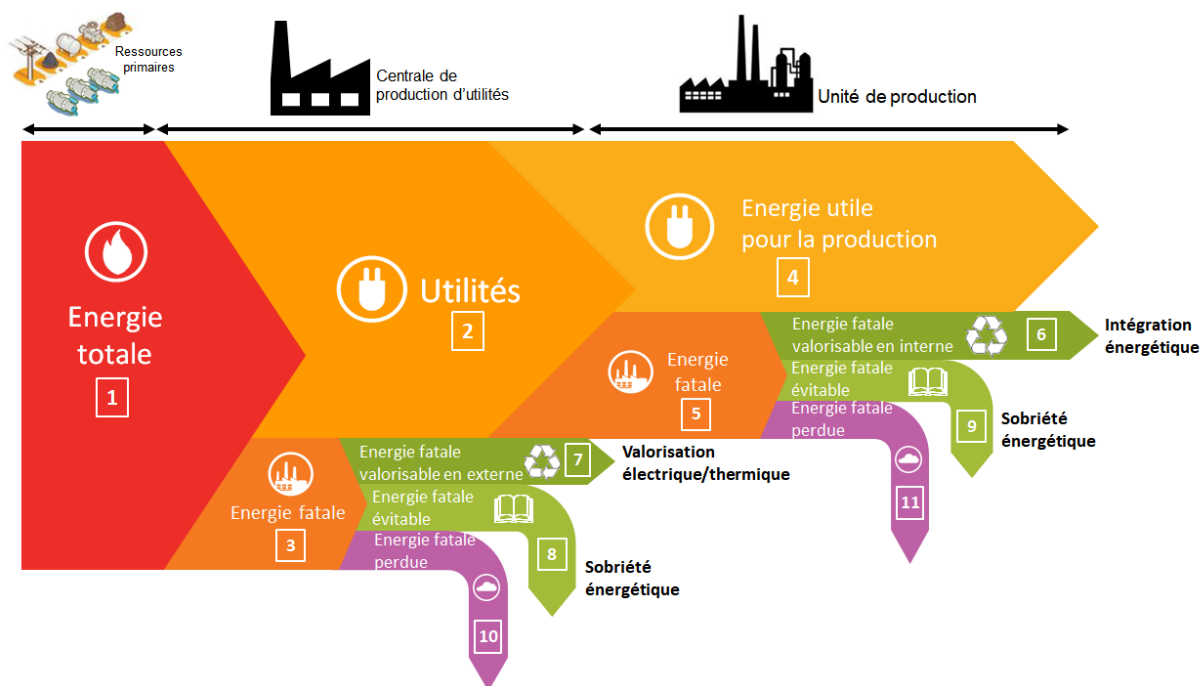 Ressources
primaires
Centrale de
production d'utilités
Unité de production
Energie
totale
1
Utilités
2
Energie utile
pour la production
4
Energie fatale
3
Energie
fatale
5
Energie fatale
valorisable en interne
6
Intégration
énergétique
Energie fatale
évitable
9
Sobriété
énergétique
Energie fatale
perdue
11
Energie fatale
valorisable en externe
7
Valorisation
électrique/thermique
Energie fatale
évitable
8
Sobriété
énergétique
Energie fatale
perdue
10